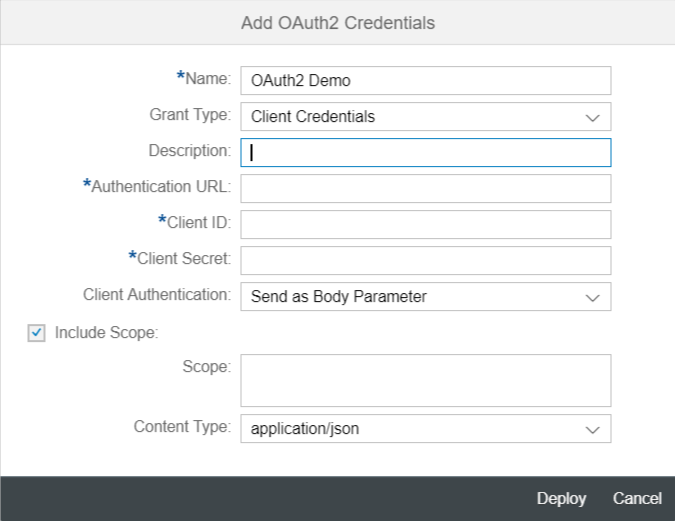 Add OAuth2 Credentials
*Name: OAuth2 Demo
Grant Type: Client Credentials
Description:
*Authentication URL:
*Client ID:
*Client Secret:
Client Authentication: Send as Body Parameter
Include Scope:
Scope:
Content Type: application/json
Deploy Cancel